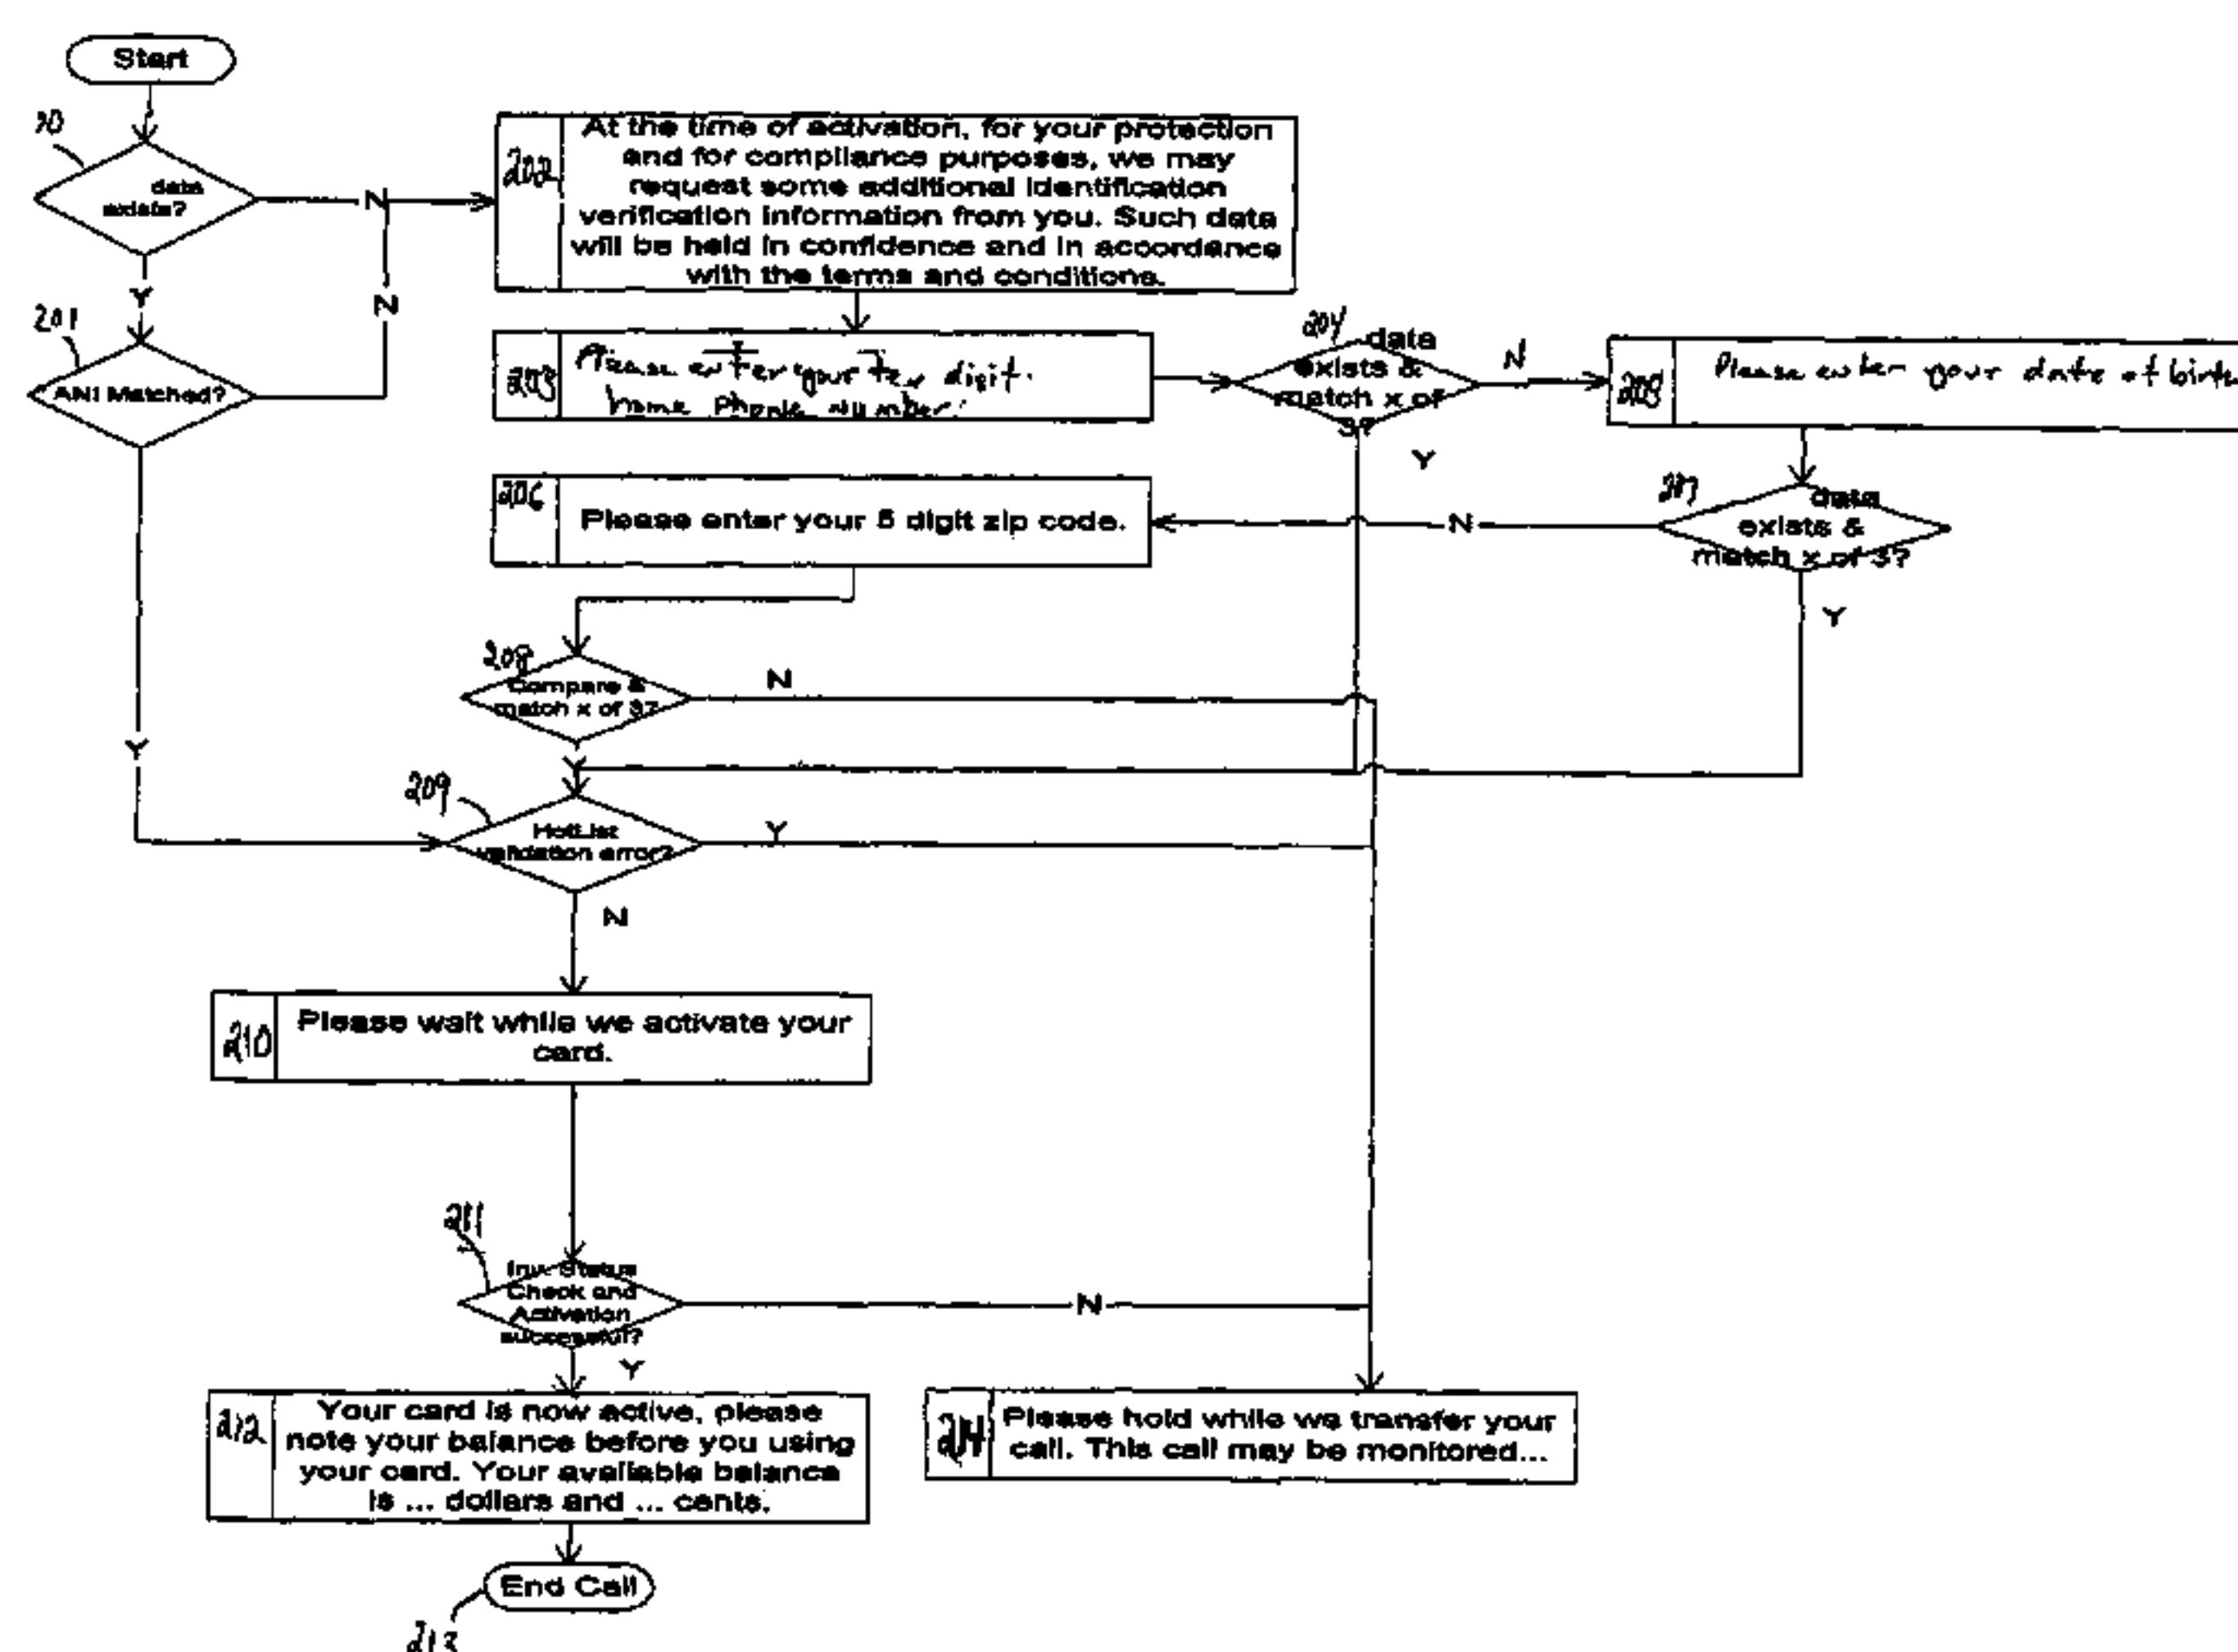 Start
20
data
exists?
N
202
At the time of activation, for your protection
and for compliance purposes, we may
request some additional identification
verification information from you. Such data
will be held in confidence and in accordance
with the terms and conditions.
Y
N
201
ANI Matched?
203
Please enter your ten digit
home phone number.
204
data
exists &
match x of
3?
N
Please enter your date of birth
Y
206
Please enter your 5 digit zip code.
N
207
data
exists &
match x of 3?
Y
208
Compare &
match x of 3?
N
Y
Y
209
HotList
validation error?
Y
N
210
Please wait while we activate your
card.
211
Inv. Status
Check and
Activation
successful?
N
Y
212
Your card is now active, please
note your balance before you using
your card. Your available balance
is ... dollars and ... cents.
214
Please hold while we transfer your
call. This call may be monitored...
End Call
213